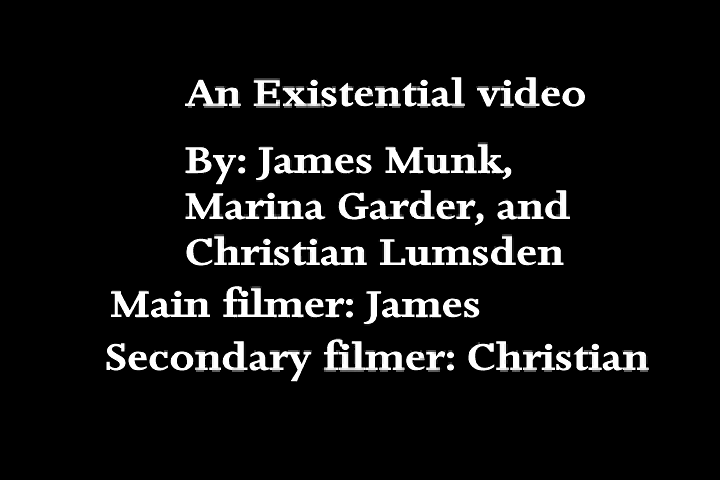 An Existential video
By: James Munk,
Marina Garder, and
Christian Lumsden
Main filmer: James
Secondary filmer: Christian